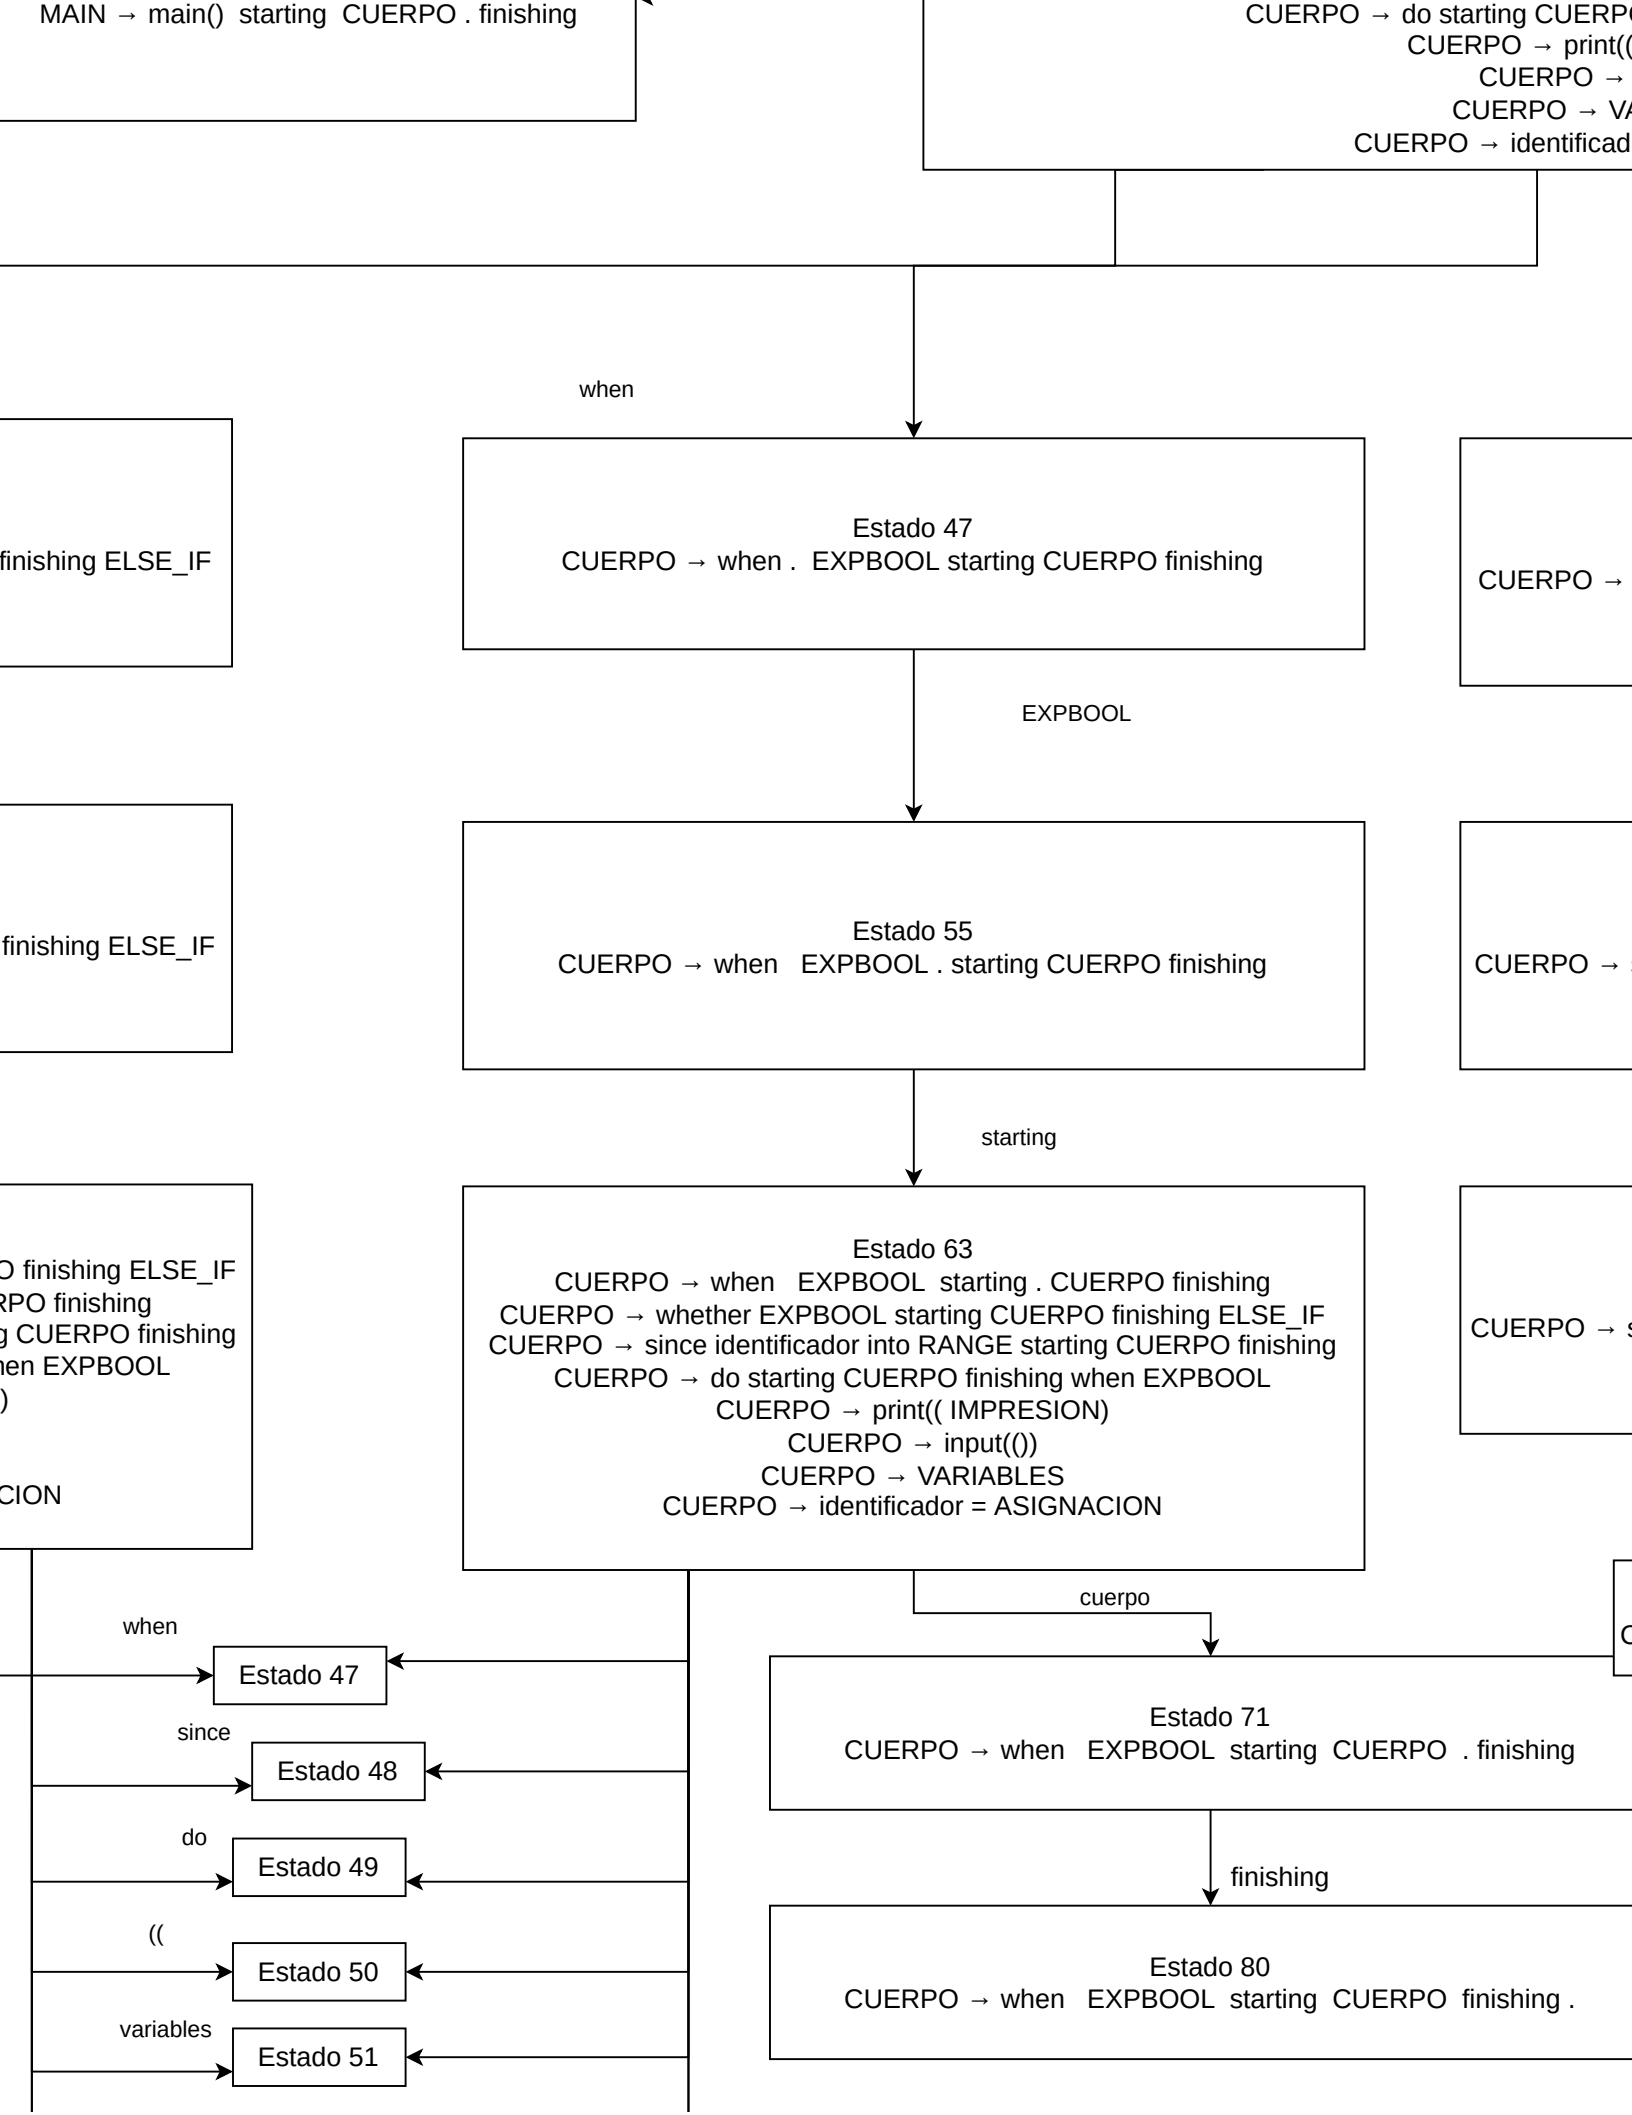 MAIN → main()  starting  CUERPO . finishing
CUERPO → do starting
CUERPO → print((
CUERPO →
CUERPO →
CUERPO →
when
finishing ELSE_IF
Estado 47
CUERPO → when .  EXPBOOL starting CUERPO finishing
CUERPO →
EXPBOOL
finishing ELSE_IF
Estado 55
CUERPO → when   EXPBOOL . starting CUERPO finishing
CUERPO →
starting
finishing ELSE_IF
finishing
CUERPO finishing
EXPBOOL
)
Estado 63
CUERPO → when   EXPBOOL  starting . CUERPO finishing
CUERPO → whether EXPBOOL starting CUERPO finishing ELSE_IF
CUERPO → since identificador into RANGE starting CUERPO finishing
CUERPO → do starting CUERPO finishing when EXPBOOL
CUERPO → print(( IMPRESION)
CUERPO → input(())
CUERPO → VARIABLES
CUERPO → identificador = ASIGNACION
CUERPO →
cuerpo
when
Estado 47
since
Estado 48
do
Estado 49
((
Estado 50
variables
Estado 51
Estado 71
CUERPO → when   EXPBOOL  starting  CUERPO  . finishing
finishing
Estado 80
CUERPO → when   EXPBOOL  starting  CUERPO  finishing .